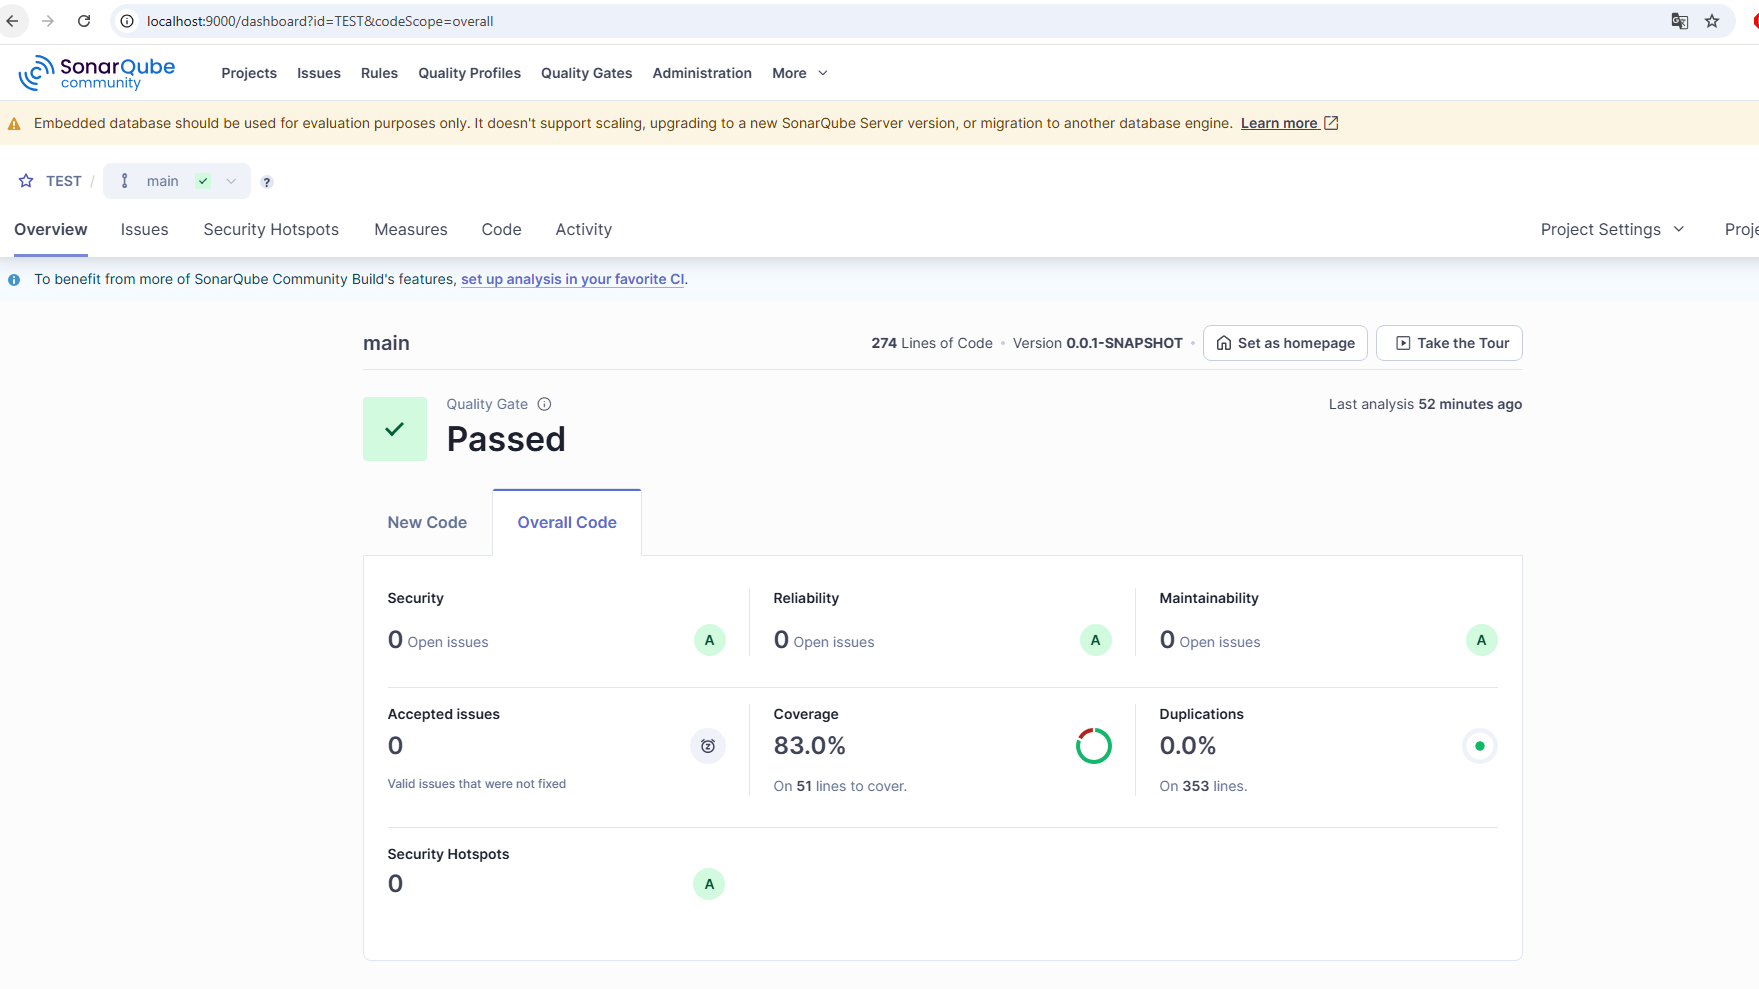 localhost:9000/dashboard?id=TEST&codeScope=overall
SonarQube community
Projects Issues Rules Quality Profiles Quality Gates Administration More
Embedded database should be used for evaluation purposes only. It doesn't support scaling, upgrading to a new SonarQube Server version, or migration to another database engine. Learn more
TEST / main ?
Overview Issues Security Hotspots Measures Code Activity Project Settings Proje
To benefit from more of SonarQube Community Build's features, set up analysis in your favorite CI.
main 274 Lines of Code • Version 0.0.1-SNAPSHOT • Set as homepage Take the Tour
Quality Gate Last analysis 52 minutes ago
Passed
New Code Overall Code
Security Reliability Maintainability
0 Open issues A 0 Open issues A 0 Open issues A
Accepted issues Coverage Duplications
0 83.0% 0.0%
Valid issues that were not fixed On 51 lines to cover. On 353 lines.
Security Hotspots
0 A